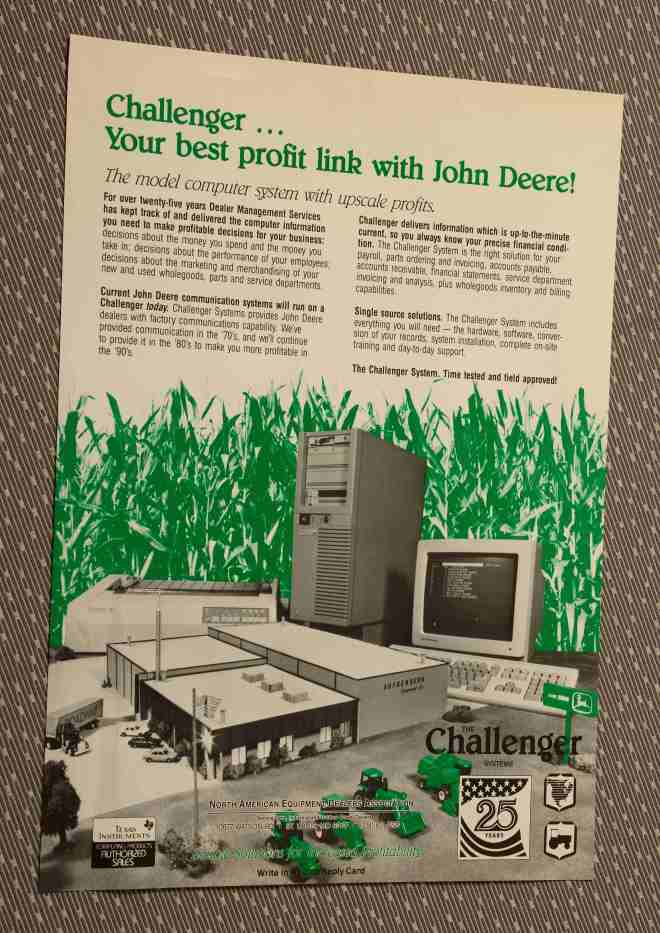 Challenger ...
Your best profit link with John Deere!
The model computer system with upscale profits.
For over twenty-five years Dealer Management Services
has kept track of and delivered the computer information
you need to make profitable decisions for your business:
decisions about the money you spend and the money you
take in; decisions about the performance of your employees;
decisions about the marketing and merchandising of your
new and used wholegoods, parts and service departments.
Current John Deere communication systems will run on a
Challenger today. Challenger Systems provides John Deere
dealers with factory communications capability. We've
provided communication in the '70's, and we'll continue
to provide it in the '80's to make you more profitable in
the '90's.
Challenger delivers information which is up-to-the-minute
current, so you always know your precise financial condi-
tion. The Challenger System is the right solution for your
payroll, parts ordering and invoicing, accounts payable,
accounts receivable, financial statements, service department
invoicing and analysis, plus wholegoods inventory and billing
capabilities.
Single source solutions. The Challenger System includes
everything you will need — the hardware, software, conver-
sion of your records, system installation, complete on-site
training and day-to-day support.
The Challenger System. Time tested and field approved!
THE
Challenger
SYSTEMS
25
YEARS
NORTH AMERICAN EQUIPMENT DEALERS ASSOCIATION
TEXAS
INSTRUMENTS
COMPUTING PRODUCTS
AUTHORIZED
SALES
Write in Reply Card